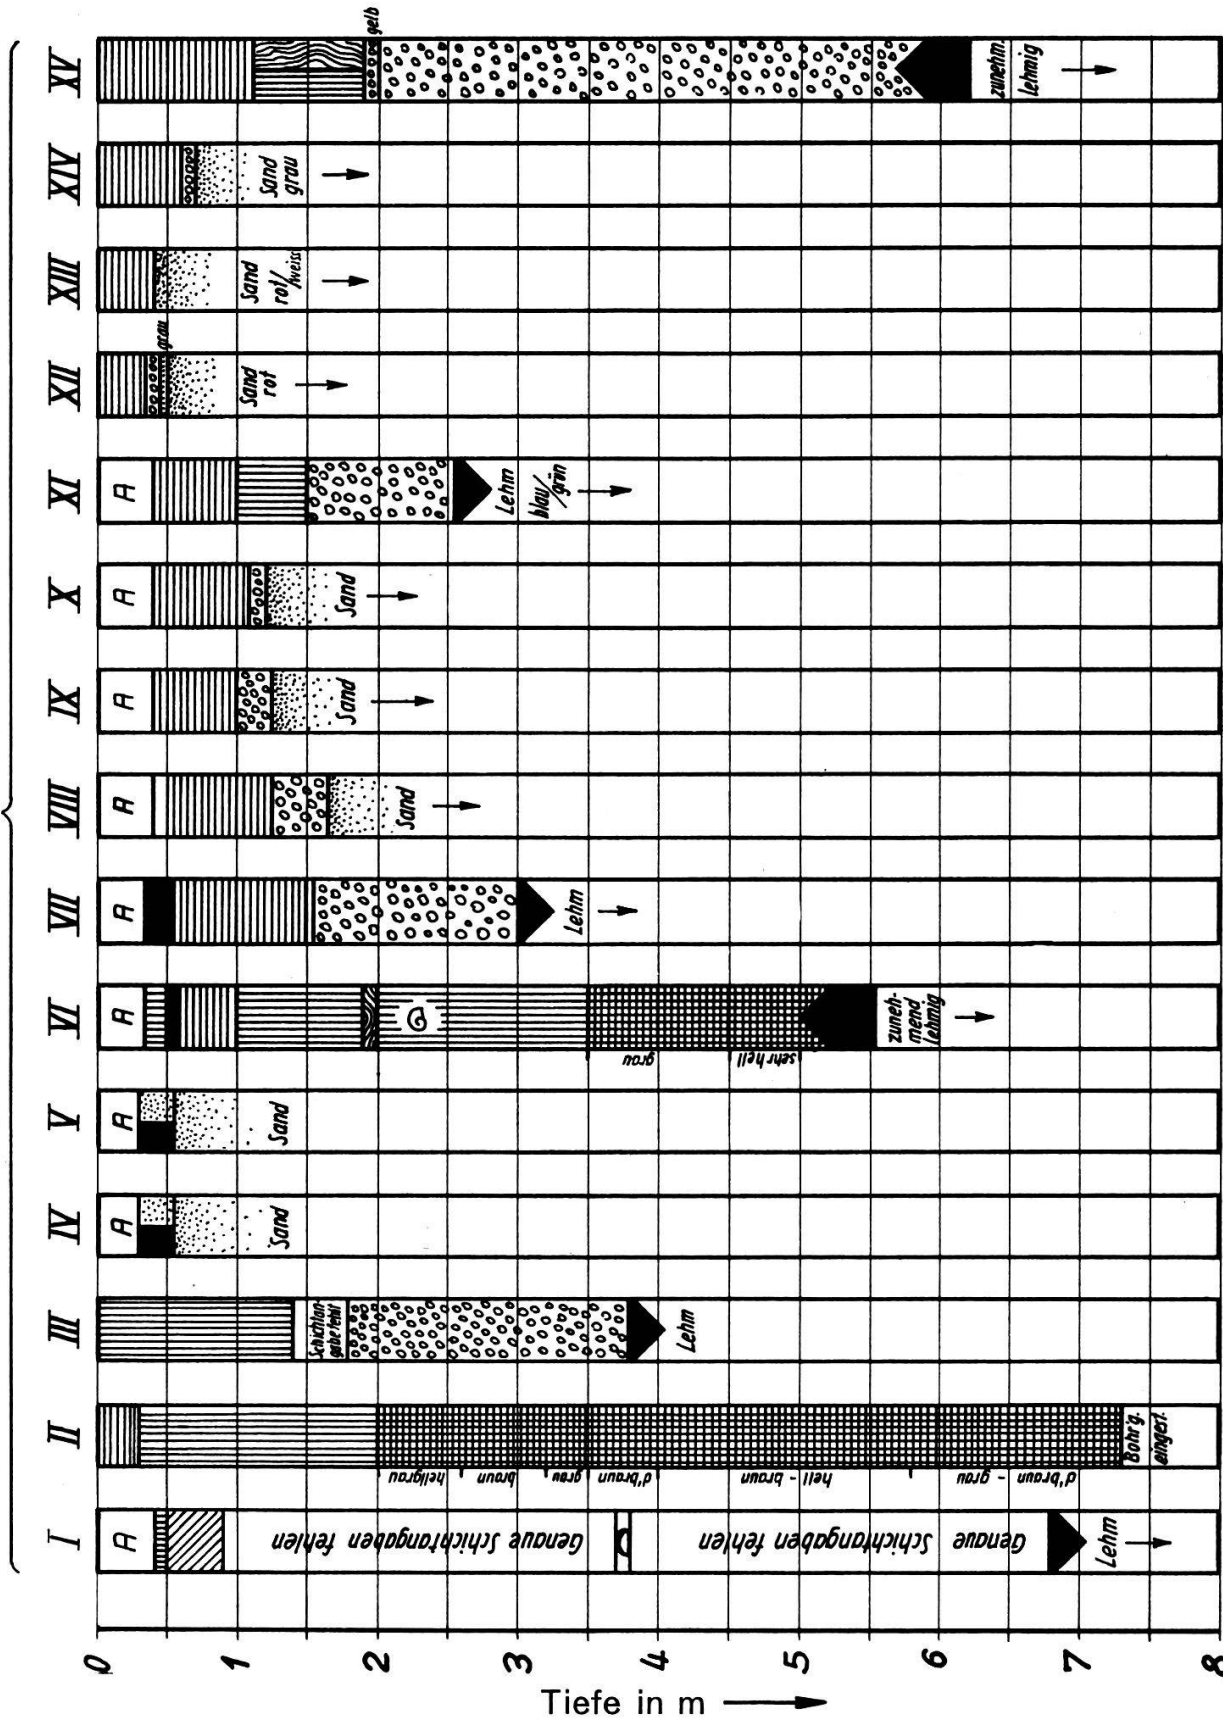 XV
gelb
zunehm.
lehmig
XIV
Sand
grau
XIII
Sand
rot/weiss
XII
grau
Sand
rot
XI
A
Lehm
blau/
grün
X
A
Sand
IX
A
Sand
VIII
A
Sand
VII
A
Lehm
VI
A
grau
sehr hell
zuneh-
mend
lehmig
V
A
Sand
IV
A
Sand
III
Schichtan-
gabe fehlt
Lehm
II
hellgrau
braun
grau
d'braun
hell - braun
d'braun - grau
Bohr'g.
eingest.
I
A
Genaue Schichtangaben fehlen
Genaue Schichtangaben fehlen
Lehm
0 1 2 3 4 5 6 7 8
Tiefe in m